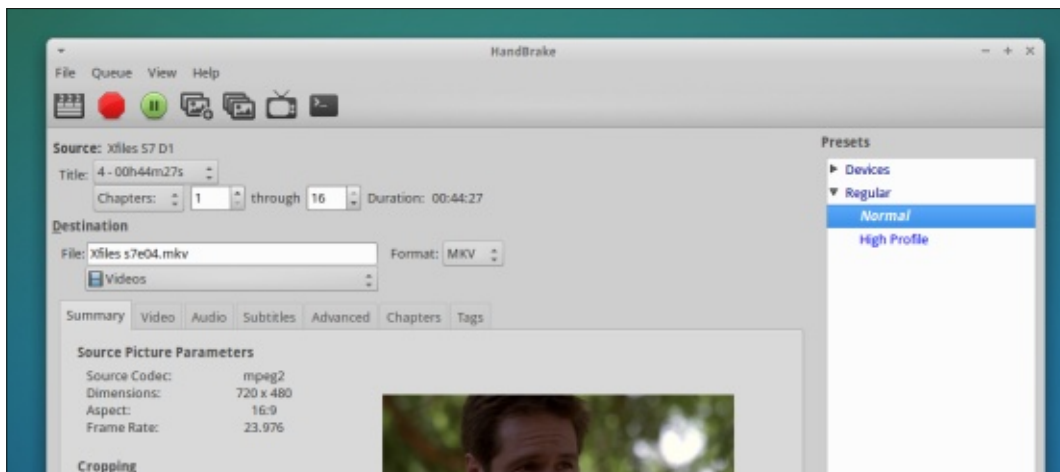 HandBrake
File Queue View Help
Source: Xfiles S7 D1
Title: 4 - 00h44m27s
Chapters: 1 through 16 Duration: 00:44:27
Destination
File: Xfiles s7e04.mkv Format: MKV
Videos
Summary Video Audio Subtitles Advanced Chapters Tags
Source Picture Parameters
Source Codec: mpeg2
Dimensions: 720 x 480
Aspect: 16:9
Frame Rate: 23.976
Cropping
Presets
Devices
Regular
Normal
High Profile